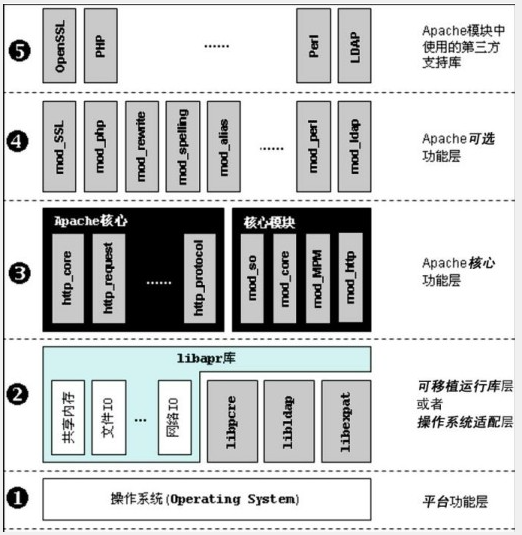 ❺
OpenSSL
PHP
......
Perl
LDAP
Apache模块中
使用的第三方
支持库
❹
mod_SSL
mod_php
mod_rewrite
mod_spelling
mod_alias
......
mod_perl
mod_ldap
Apache可选
功能层
❸
Apache核心
http_core
http_request
......
http_protocol
核心模块
mod_so
mod_core
mod_MPM
mod_http
Apache核心
功能层
❷
libapr库
共享内存
文件IO
...
网络IO
libpcre
libldap
libexpat
可移植运行库层
或者
操作系统适配层
❶
操作系统(Operating System)
平台功能层